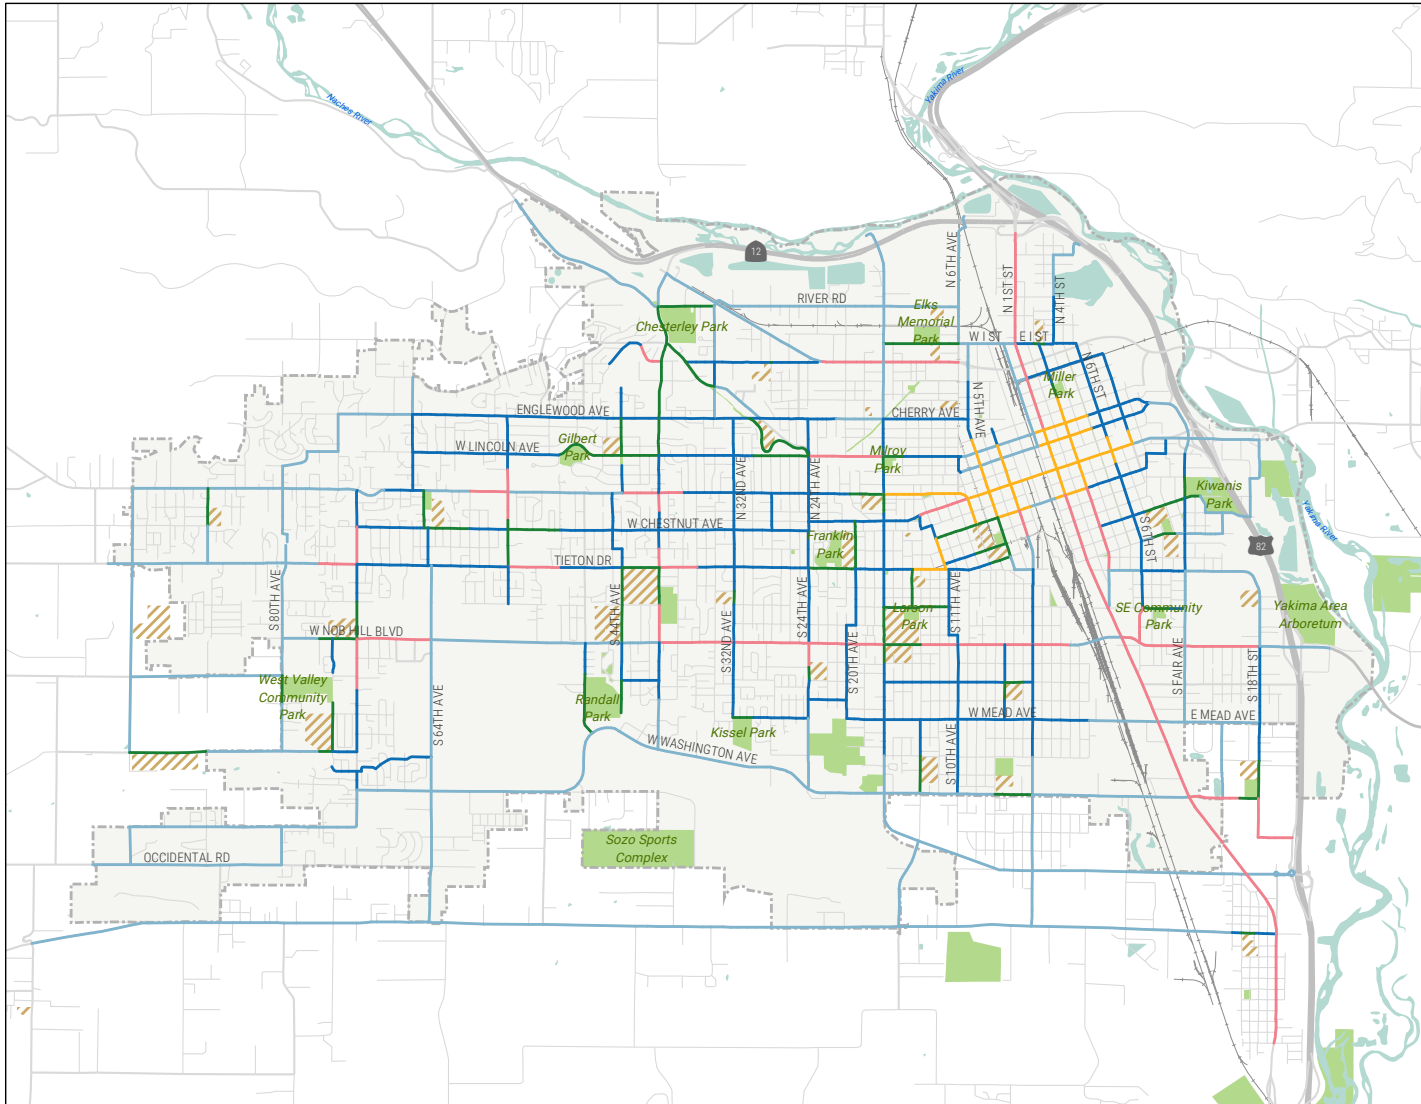 Naches River
Yakima River
12
N 6TH AVE
N 1ST ST
N 4TH ST
RIVER RD
Elks
Memorial
Park
Chesterley Park
W I ST
E I ST
N 6TH ST
Miller
Park
ENGLEWOOD AVE
CHERRY AVE
N 5TH AVE
W LINCOLN AVE
Gilbert
Park
Milroy
Park
N 32ND AVE
N 24TH AVE
Kiwanis
Park
Yakima River
W CHESTNUT AVE
Franklin
Park
S 9TH ST
82
TIETON DR
S 80TH AVE
S 44TH AVE
S 32ND AVE
S 24TH AVE
S 20TH AVE
Larson
Park
S 11TH AVE
SE Community
Park
Yakima Area
Arboretum
W NOB HILL BLVD
S FAIR AVE
S 18TH ST
West Valley
Community
Park
S 64TH AVE
Randall
Park
Kissel Park
W MEAD AVE
E MEAD AVE
W WASHINGTON AVE
S 10TH AVE
Sozo Sports
Complex
OCCIDENTAL RD